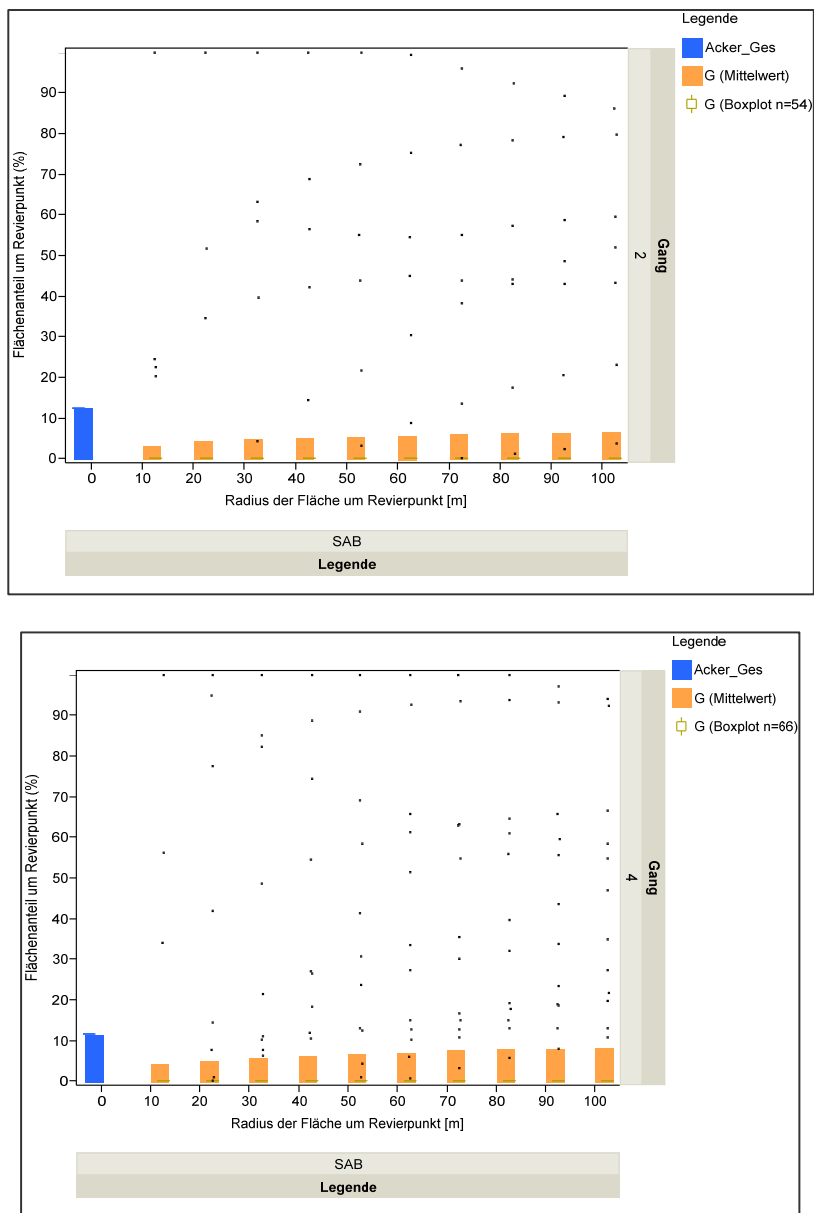 Legende
Acker_Ges
G (Mittelwert)
G (Boxplot n=54)
Flächenanteil um Revierpunkt (%)
90
80
70
60
50
40
30
20
10
0
2
Gang
0 10 20 30 40 50 60 70 80 90 100
Radius der Fläche um Revierpunkt [m]
SAB
Legende
Legende
Acker_Ges
G (Mittelwert)
G (Boxplot n=66)
Flächenanteil um Revierpunkt (%)
90
80
70
60
50
40
30
20
10
0
4
Gang
0 10 20 30 40 50 60 70 80 90 100
Radius der Fläche um Revierpunkt [m]
SAB
Legende